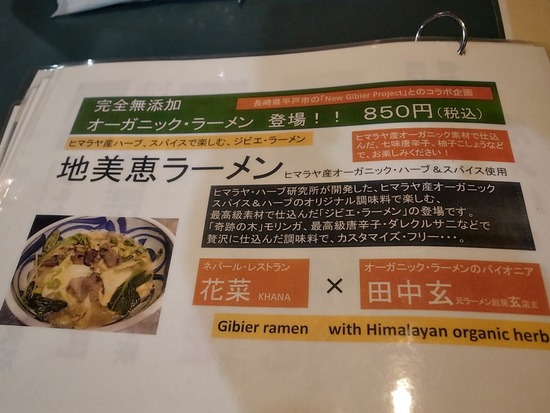 長崎県平戸市の「New Gibier Project」とのコラボ企画
完全無添加
オーガニック・ラーメン 登場!! 850円(税込)
ヒマラヤ産ハーブ、スパイスで楽しむ、ジビエ・ラーメン
ヒマラヤ産オーガニック素材で仕込
んだ、七味唐辛子、柚子こしょうなど
で、お楽しみください!
地美恵ラーメン ヒマラヤ産オーガニック・ハーブ&スパイス使用
ヒマラヤ・ハーブ研究所が開発した、ヒマラヤ産オーガニック
スパイス&ハーブのオリジナル調味料で楽しむ、
最高級素材で仕込んだ「ジビエ・ラーメン」の登場です。
「奇跡の木」モリンガ、最高級唐辛子・ダレクルサニなどで
贅沢に仕込んだ調味料で、カスタマイズ・フリー・・・。
ネパール・レストラン
花菜 KHANA
×
オーガニック・ラーメンのパイオニア
田中玄 元ラーメン創房玄店主
Gibier ramen with Himalayan organic herb